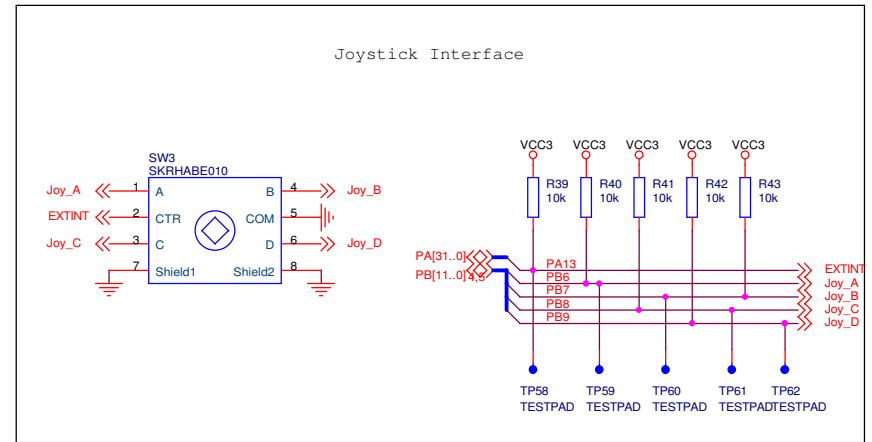 Joystick Interface
SW3
SKRHABE010
Joy_A 1 A B 4 Joy_B
EXTINT 2 CTR COM 5
Joy_C 3 C D 6 Joy_D
7 Shield1 Shield2 8
VCC3 VCC3 VCC3 VCC3 VCC3
R39 R40 R41 R42 R43
10k 10k 10k 10k 10k
PA[31..0]
PB[11..0] 4,5
PA13 EXTINT
PB6 Joy_A
PB7 Joy_B
PB8 Joy_C
PB9 Joy_D
TP58 TP59 TP60 TP61 TP62
TESTPAD TESTPAD TESTPAD TESTPAD TESTPAD